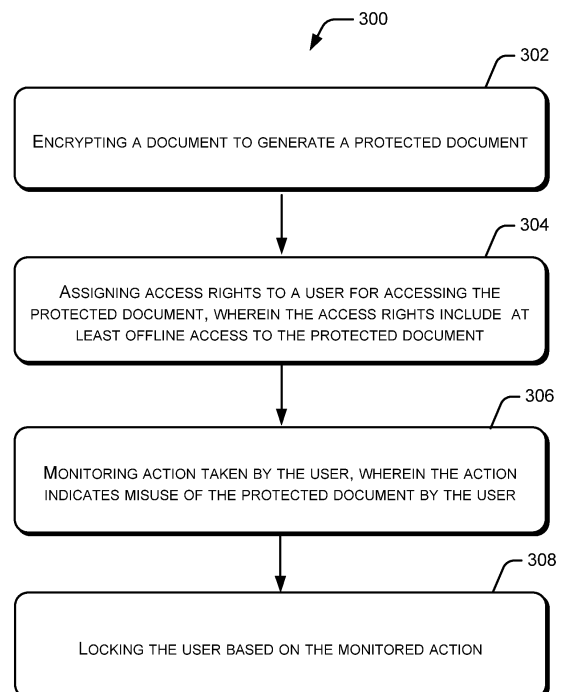 300
302
ENCRYPTING A DOCUMENT TO GENERATE A PROTECTED DOCUMENT
304
ASSIGNING ACCESS RIGHTS TO A USER FOR ACCESSING THE
PROTECTED DOCUMENT, WHEREIN THE ACCESS RIGHTS INCLUDE AT
LEAST OFFLINE ACCESS TO THE PROTECTED DOCUMENT
306
MONITORING ACTION TAKEN BY THE USER, WHEREIN THE ACTION
INDICATES MISUSE OF THE PROTECTED DOCUMENT BY THE USER
308
LOCKING THE USER BASED ON THE MONITORED ACTION